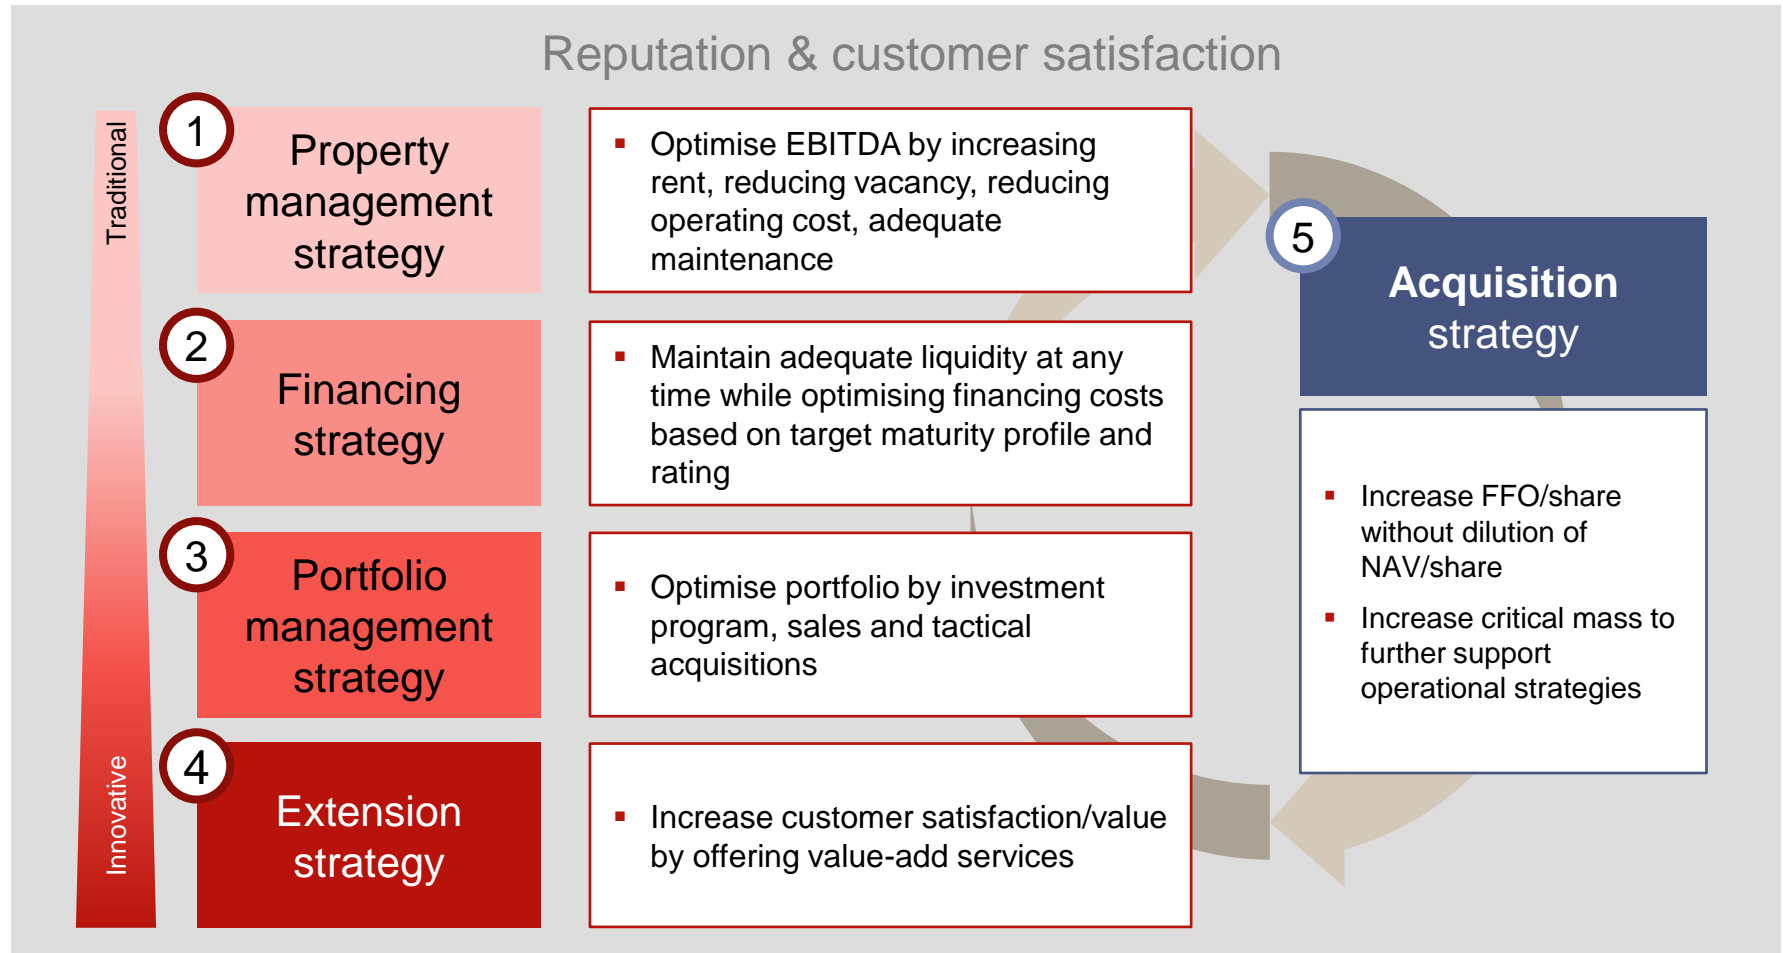 Reputation & customer satisfaction
Traditional
Innovative
1
Property
management
strategy
▪ Optimise EBITDA by increasing
rent, reducing vacancy, reducing
operating cost, adequate
maintenance
2
Financing
strategy
▪ Maintain adequate liquidity at any
time while optimising financing costs
based on target maturity profile and
rating
3
Portfolio
management
strategy
▪ Optimise portfolio by investment
program, sales and tactical
acquisitions
4
Extension
strategy
▪ Increase customer satisfaction/value
by offering value-add services
5
Acquisition
strategy
▪ Increase FFO/share
without dilution of
NAV/share
▪ Increase critical mass to
further support
operational strategies